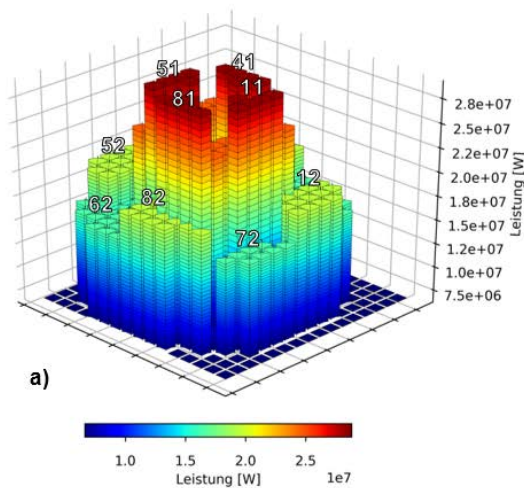 51
41
81
11
52
12
62
82
72
2.8e+07
2.5e+07
2.2e+07
2.0e+07
1.8e+07
1.5e+07
1.2e+07
1.0e+07
7.5e+06
Leistung [W]
a)
1.0 1.5 2.0 2.5
1e7
Leistung [W]